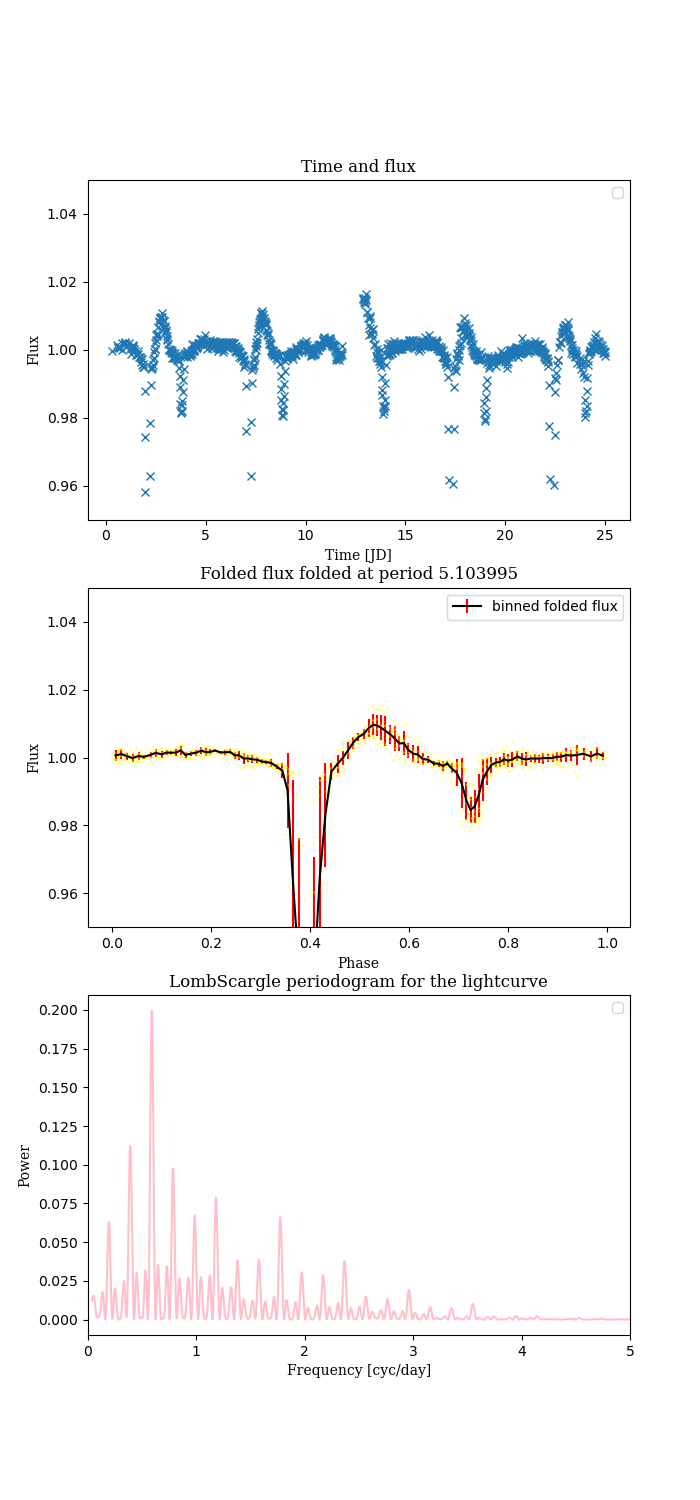 Time and flux
1.04
1.02
1.00
0.98
0.96
Flux
0 5 10 15 20 25
Time [JD]
Folded flux folded at period 5.103995
binned folded flux
1.04
1.02
1.00
0.98
0.96
Flux
0.0 0.2 0.4 0.6 0.8 1.0
Phase
LombScargle periodogram for the lightcurve
0.200
0.175
0.150
0.125
0.100
0.075
0.050
0.025
0.000
Power
0 1 2 3 4 5
Frequency [cyc/day]